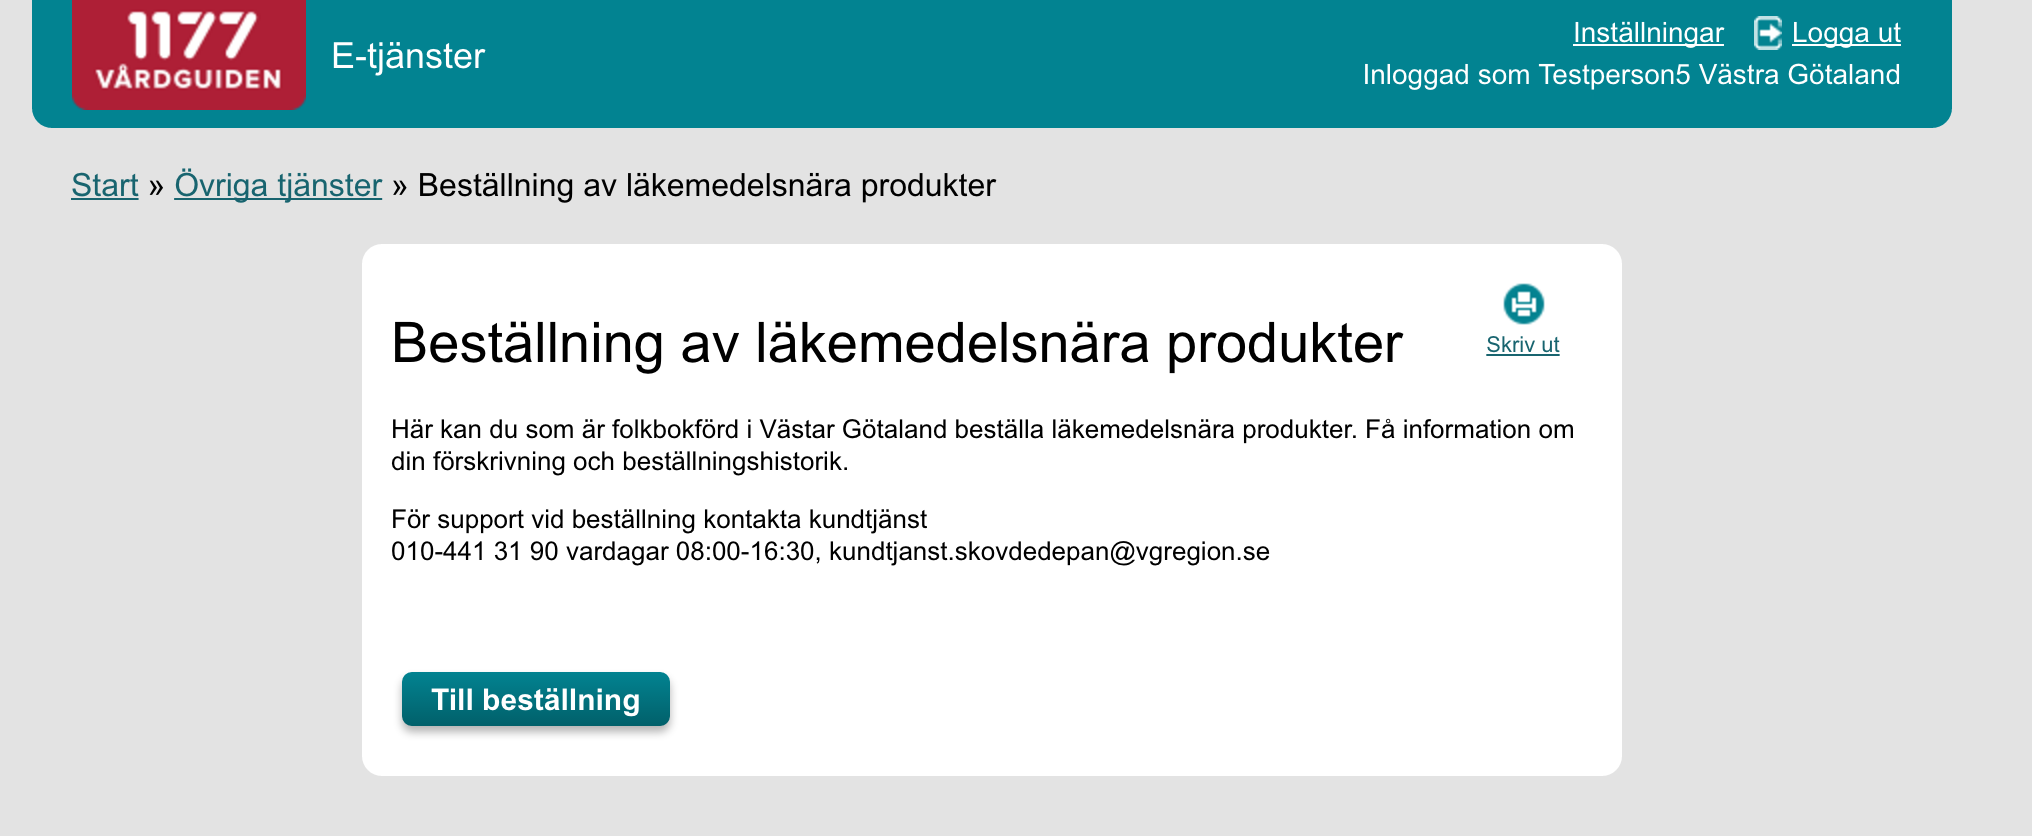 1177
VÅRDGUIDEN
E-tjänster
Inställningar Logga ut
Inloggad som Testperson5 Västra Götaland
Start » Övriga tjänster » Beställning av läkemedelsnära produkter
Skriv ut
Beställning av läkemedelsnära produkter
Här kan du som är folkbokförd i Västar Götaland beställa läkemedelsnära produkter. Få information om
din förskrivning och beställningshistorik.
För support vid beställning kontakta kundtjänst
010-441 31 90 vardagar 08:00-16:30, kundtjanst.skovdedepan@vgregion.se
Till beställning